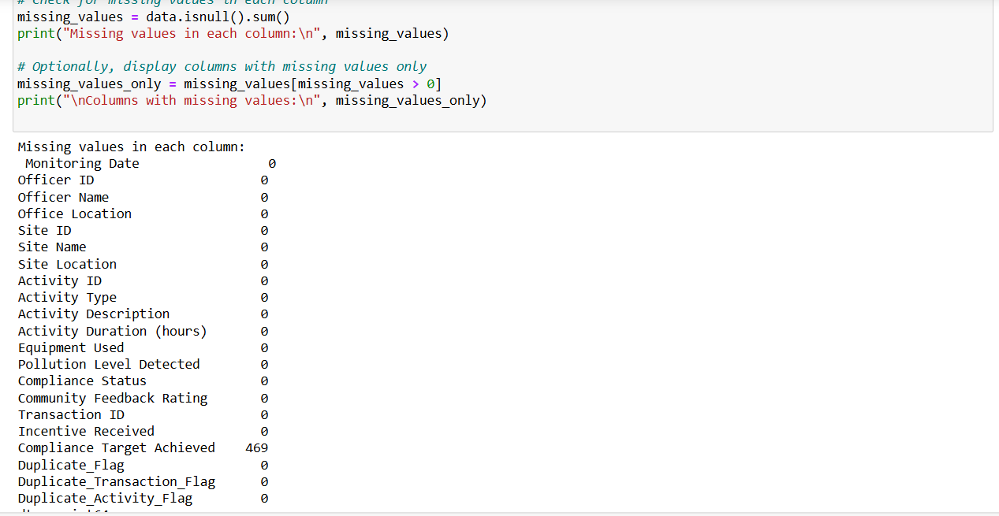 # Check for missing values in each column
missing_values = data.isnull().sum()
print("Missing values in each column:\n", missing_values)
# Optionally, display columns with missing values only
missing_values_only = missing_values[missing_values > 0]
print("\nColumns with missing values:\n", missing_values_only)
Missing values in each column:
Monitoring Date 0
Officer ID 0
Officer Name 0
Office Location 0
Site ID 0
Site Name 0
Site Location 0
Activity ID 0
Activity Type 0
Activity Description 0
Activity Duration (hours) 0
Equipment Used 0
Pollution Level Detected 0
Compliance Status 0
Community Feedback Rating 0
Transaction ID 0
Incentive Received 0
Compliance Target Achieved 469
Duplicate_Flag 0
Duplicate_Transaction_Flag 0
Duplicate_Activity_Flag 0